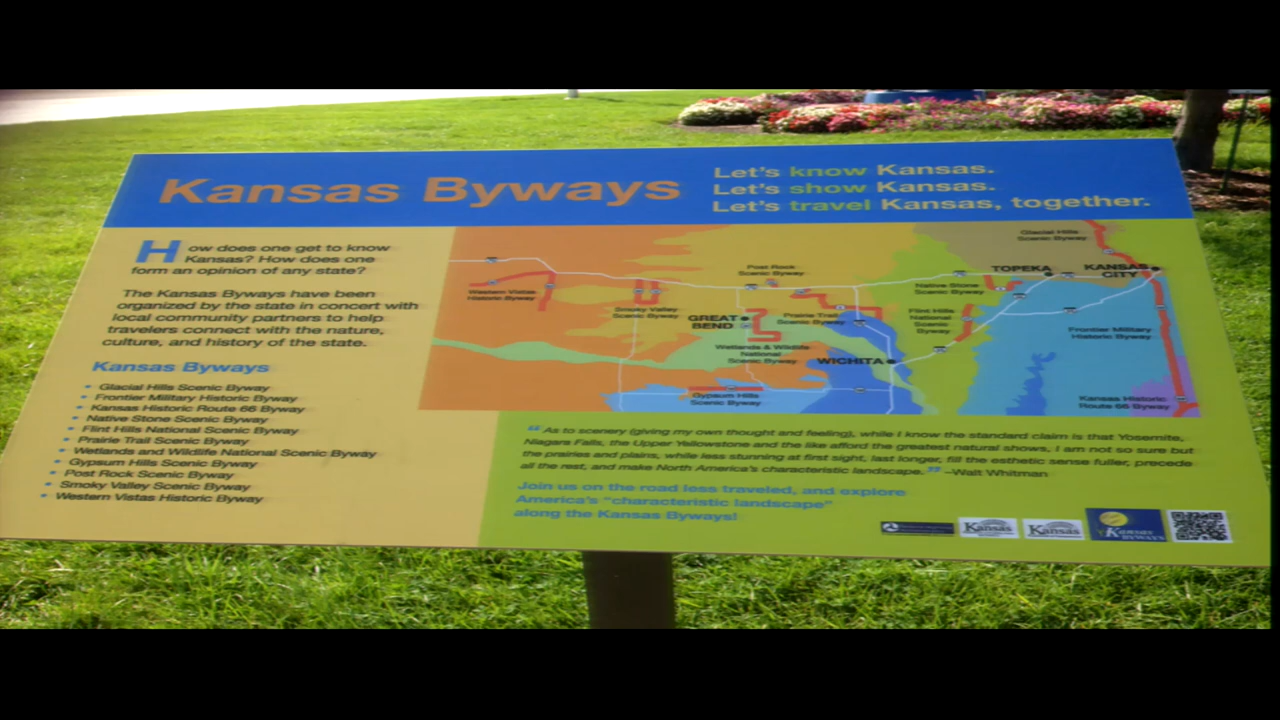 Kansas Byways
Let's know Kansas.
Let's show Kansas.
Let's travel Kansas, together.
How does one get to know
Kansas? How does one
form an opinion of any state?
The Kansas Byways have been
organized by the state in concert with
local community partners to help
travelers connect with the nature,
culture, and history of the state.
Kansas Byways
• Glacial Hills Scenic Byway
• Frontier Military Historic Byway
• Kansas Historic Route 66 Byway
• Native Stone Scenic Byway
• Flint Hills National Scenic Byway
• Prairie Trail Scenic Byway
• Wetlands and Wildlife National Scenic Byway
• Gypsum Hills Scenic Byway
• Post Rock Scenic Byway
• Smoky Valley Scenic Byway
• Western Vistas Historic Byway
Glacial Hills
Scenic Byway
Post Rock
Scenic Byway
TOPEKA
KANSAS
CITY
Western Vistas
Historic Byway
Native Stone
Scenic Byway
Smoky Valley
Scenic Byway
GREAT
BEND
Prairie Trail
Scenic Byway
Flint Hills
National
Scenic
Byway
Frontier Military
Historic Byway
Wetlands & Wildlife
National
Scenic Byway
WICHITA
Gypsum Hills
Scenic Byway
Kansas Historic
Route 66 Byway
“As to scenery (giving my own thought and feeling), while I know the standard claim is that Yosemite,
Niagara Falls, the Upper Yellowstone and the like afford the greatest natural shows, I am not so sure but
the prairies and plains, while less stunning at first sight, last longer, fill the esthetic sense fuller, precede
all the rest, and make North America's characteristic landscape.” –Walt Whitman
Join us on the road less traveled, and explore
America's "characteristic landscape"
along the Kansas Byways!
Kansas
Kansas
Kansas
BYWAYS